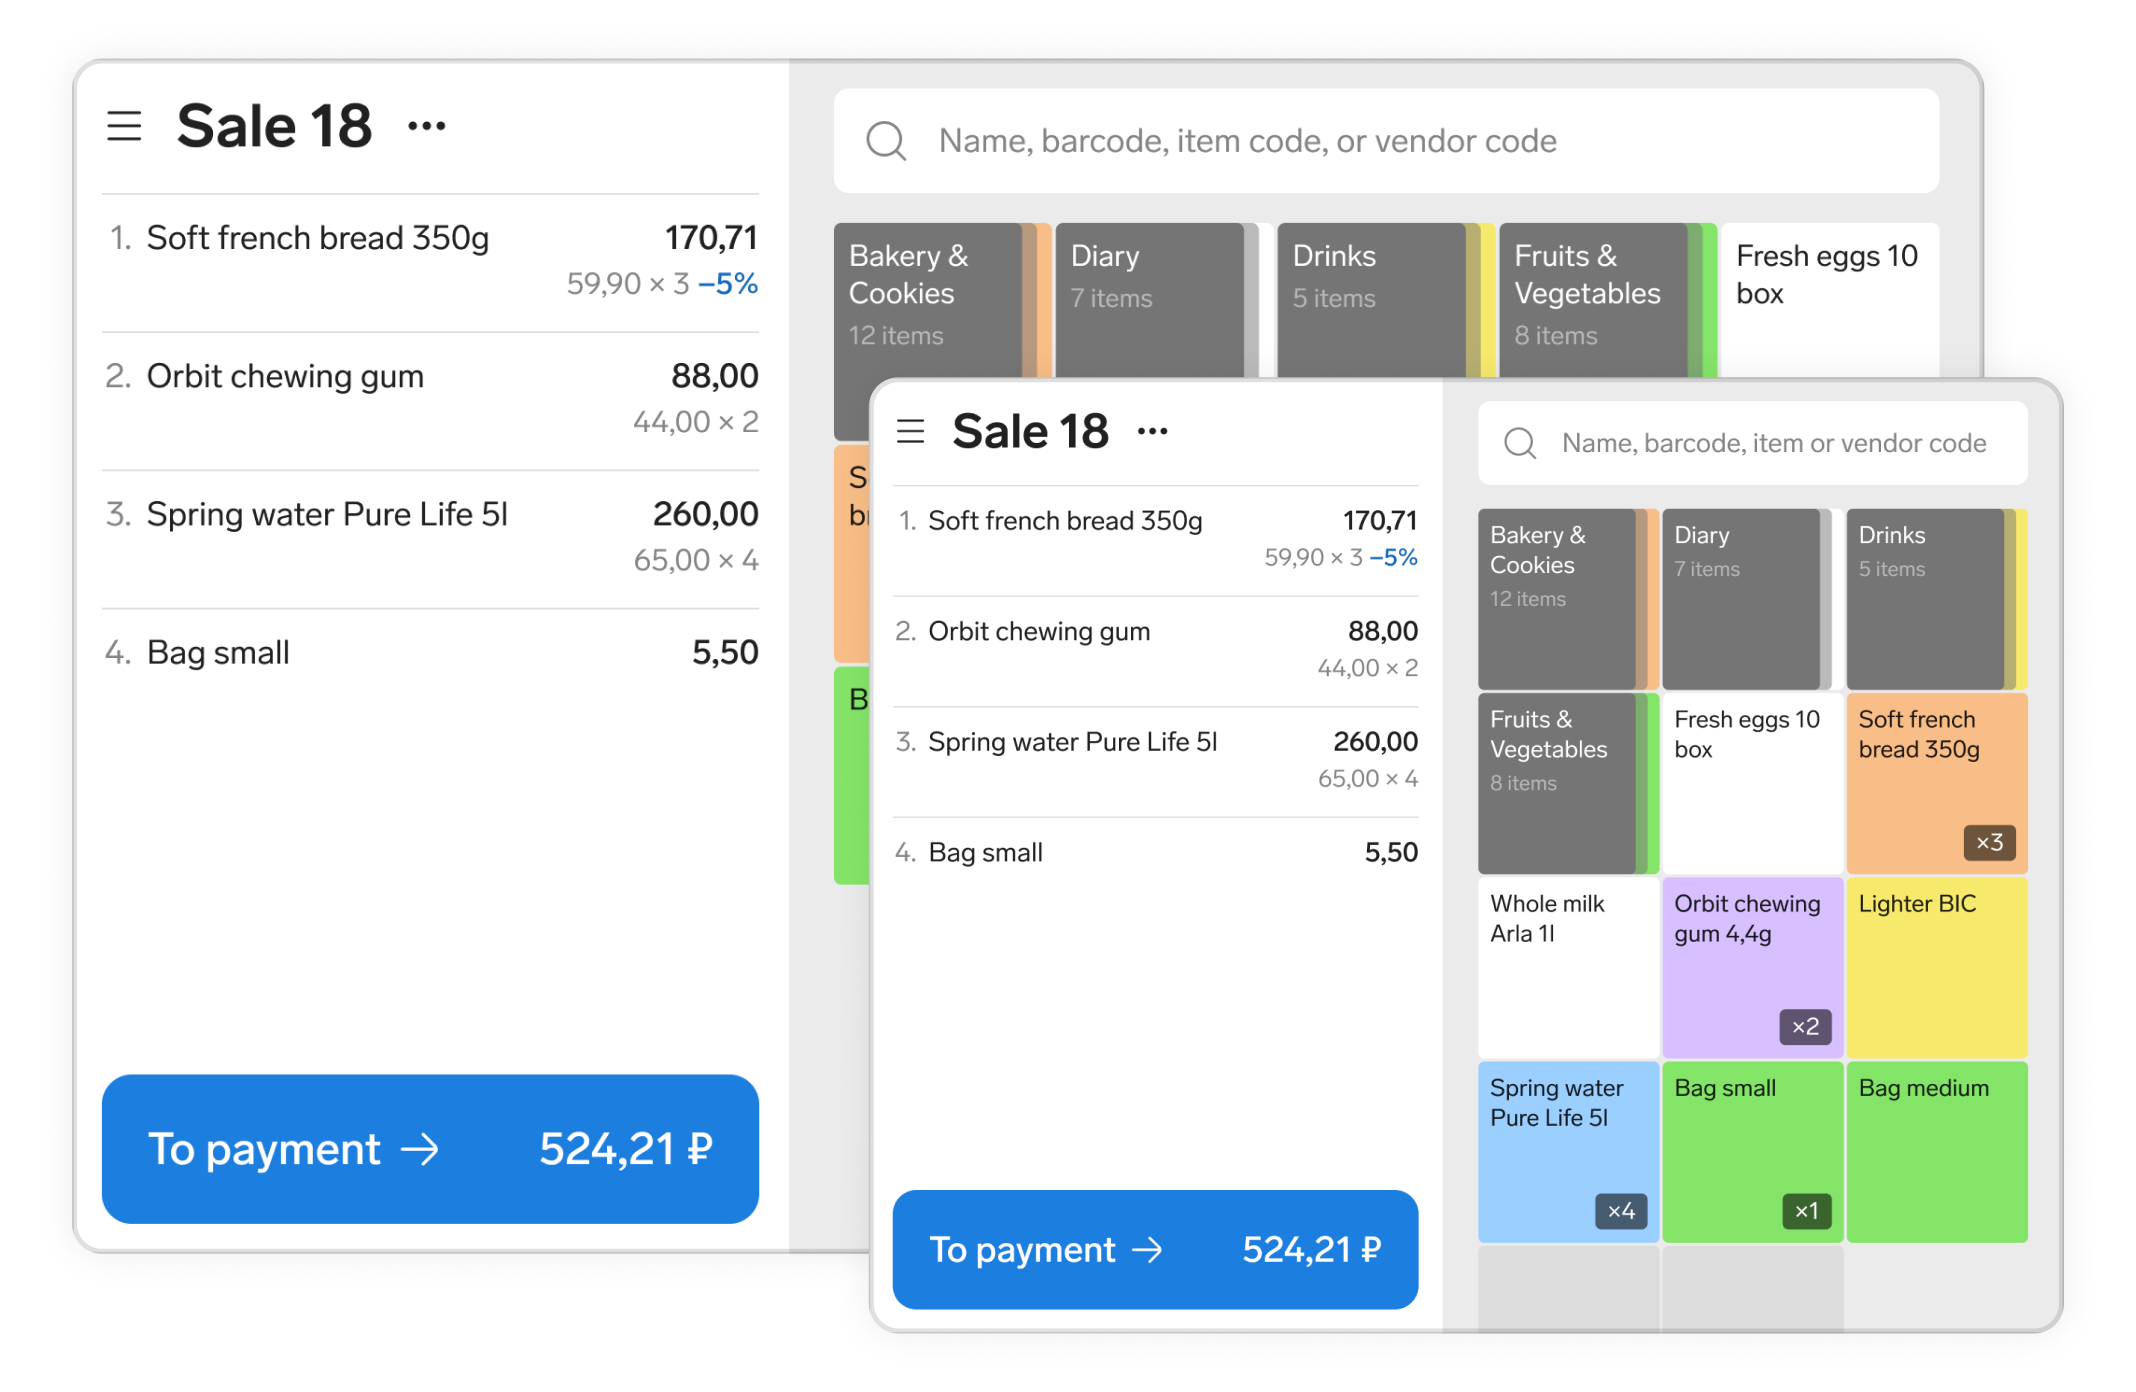 Sale 18 ...
1. Soft french bread 350g 170,71
59,90 × 3 –5%
2. Orbit chewing gum 88,00
44,00 × 2
3. Spring water Pure Life 5l 260,00
65,00 × 4
4. Bag small 5,50
To payment → 524,21 ₽
Name, barcode, item code, or vendor code
Bakery &
Cookies
12 items
Diary
7 items
Drinks
5 items
Fruits &
Vegetables
8 items
Fresh eggs 10
box
Sale 18 ...
1. Soft french bread 350g 170,71
59,90 × 3 –5%
2. Orbit chewing gum 88,00
44,00 × 2
3. Spring water Pure Life 5l 260,00
65,00 × 4
4. Bag small 5,50
To payment → 524,21 ₽
Name, barcode, item or vendor code
Bakery &
Cookies
12 items
Diary
7 items
Drinks
5 items
Fruits &
Vegetables
8 items
Fresh eggs 10
box
Soft french
bread 350g
×3
Whole milk
Arla 1l
Orbit chewing
gum 4,4g
×2
Lighter BIC
Spring water
Pure Life 5l
×4
Bag small
×1
Bag medium